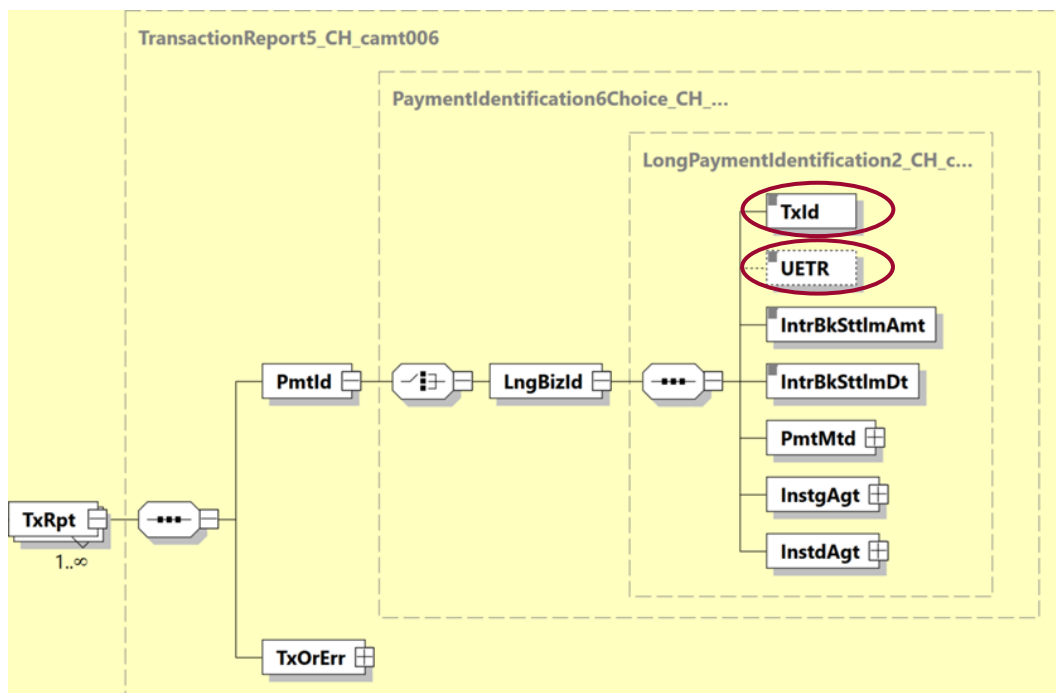 TransactionReport5_CH_camt006
PaymentIdentification6Choice_CH_...
LongPaymentIdentification2_CH_c...
TxId
UETR
IntrBkSttlmAmt
PmtId
LngBizId
IntrBkSttlmDt
PmtMtd
InstgAgt
TxRpt
1..∞
InstdAgt
TxOrErr